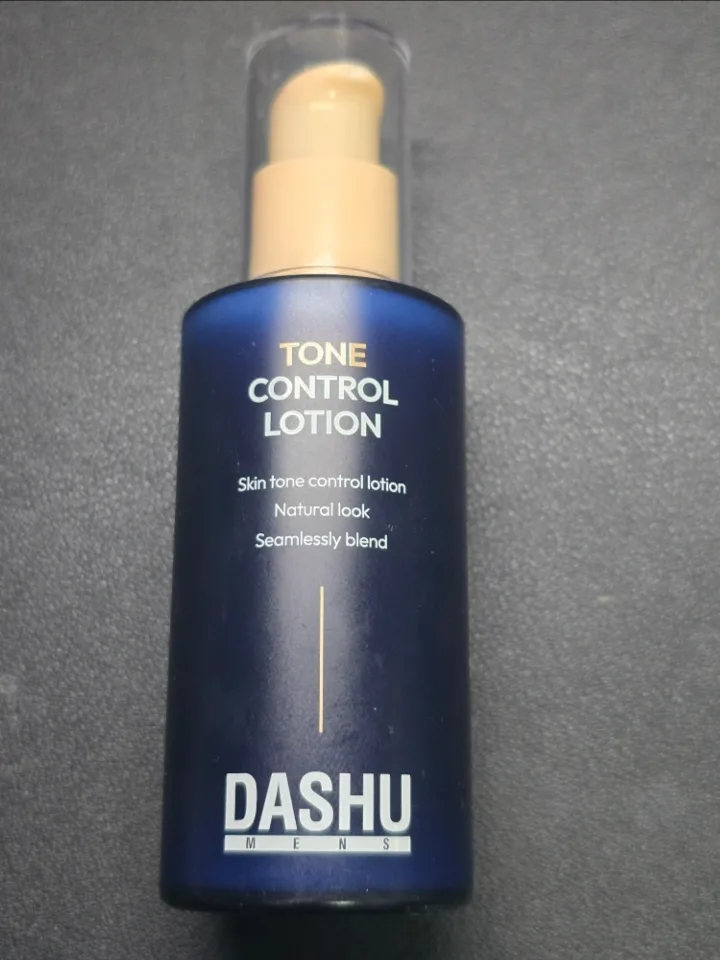 TONE
CONTROL
LOTION
Skin tone control lotion
Natural look
Seamlessly blend
DASHU
MENS